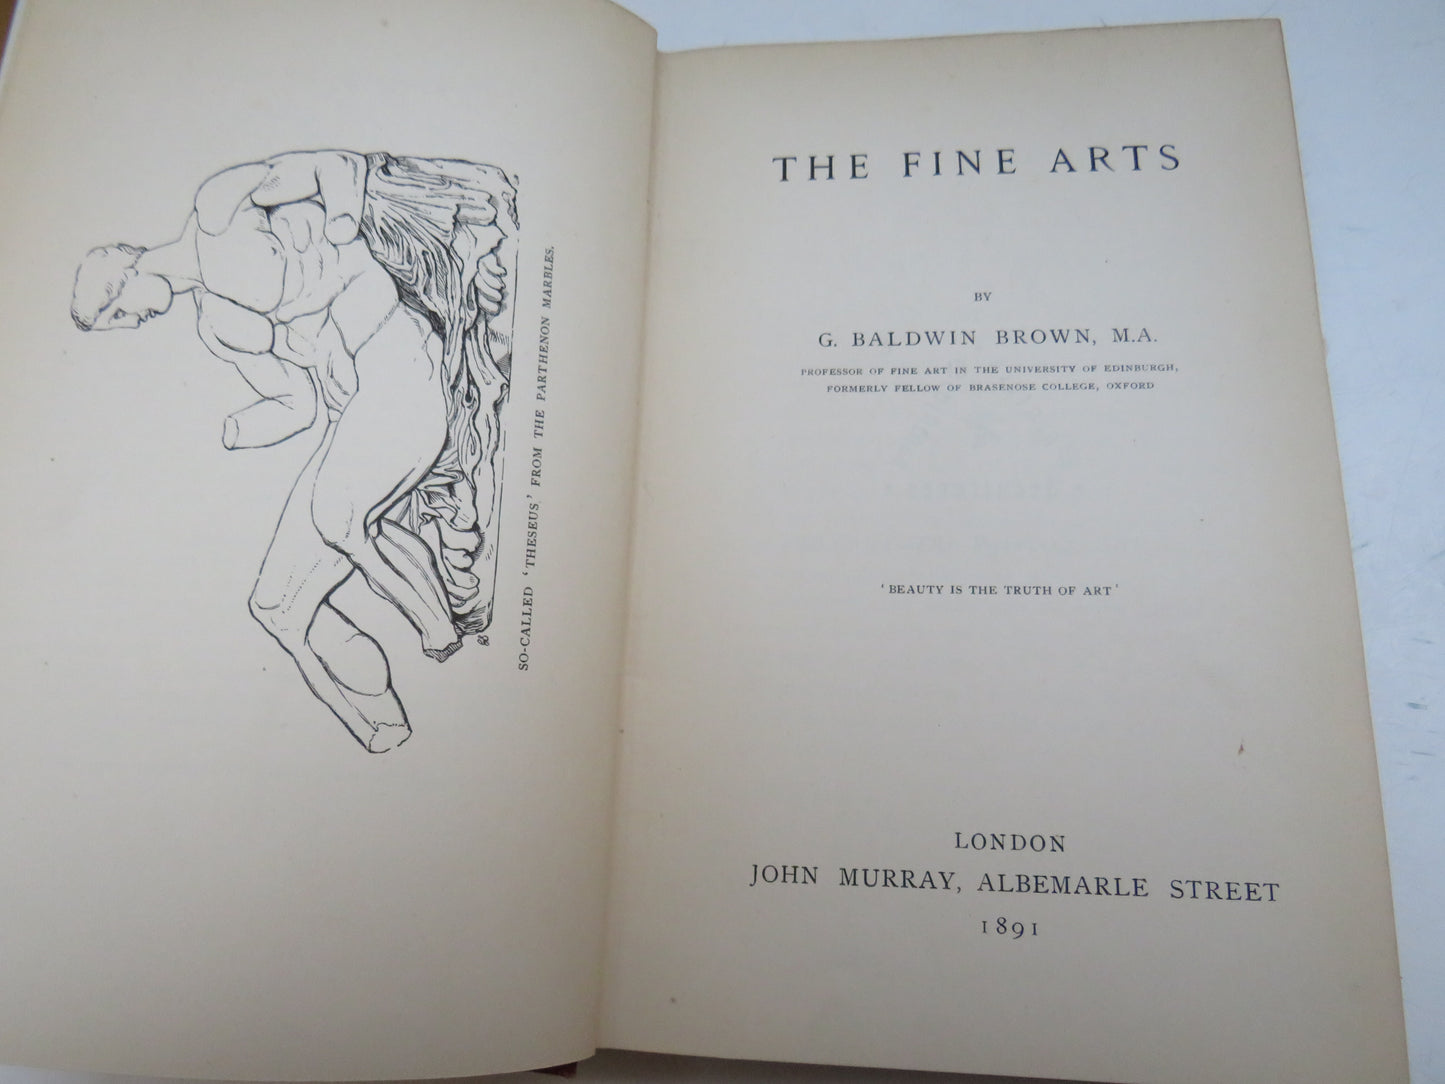 SO-CALLED ‘THESEUS’ FROM THE PARTHENON MARBLES.
THE FINE ARTS
BY
G. BALDWIN BROWN, M.A.
PROFESSOR OF FINE ART IN THE UNIVERSITY OF EDINBURGH,
FORMERLY FELLOW OF BRASENOSE COLLEGE, OXFORD
‘BEAUTY IS THE TRUTH OF ART’
LONDON
JOHN MURRAY, ALBEMARLE STREET
1891